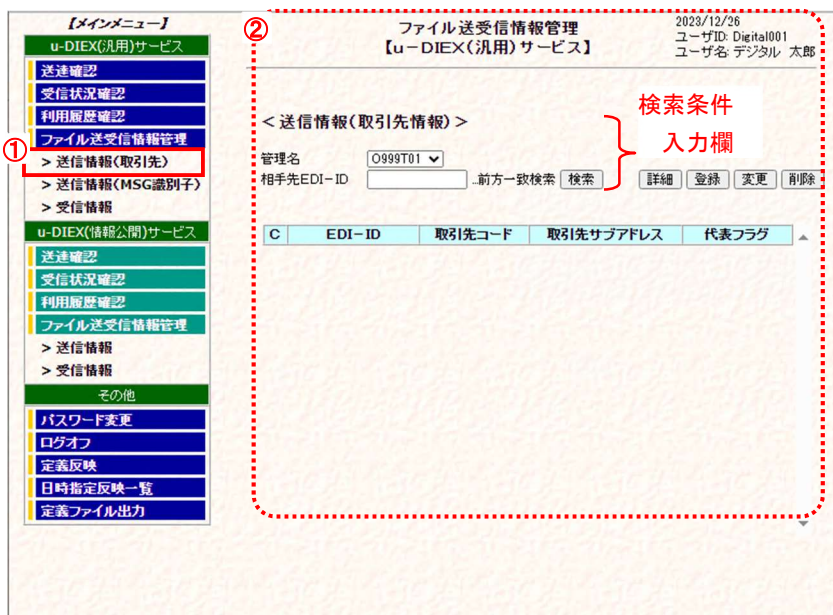 【メインメニュー】
u-DIEX(汎用)サービス
送達確認
受信状況確認
利用履歴確認
ファイル送受信情報管理
①
> 送信情報(取引先)
> 送信情報(MSG識別子)
> 受信情報
u-DIEX(情報公開)サービス
送達確認
受信状況確認
利用履歴確認
ファイル送受信情報管理
> 送信情報
> 受信情報
その他
パスワード変更
ログオフ
定義反映
日時指定反映一覧
定義ファイル出力
②
ファイル送受信情報管理
【u-DIEX(汎用)サービス】
2023/12/26
ユーザID: Digital001
ユーザ名: デジタル 太郎
<送信情報(取引先情報)>
検索条件
入力欄
管理名 O999T01
相手先EDI-ID ...前方一致検索 検索 詳細 登録 変更 削除
C EDI-ID 取引先コード 取引先サブアドレス 代表フラグ